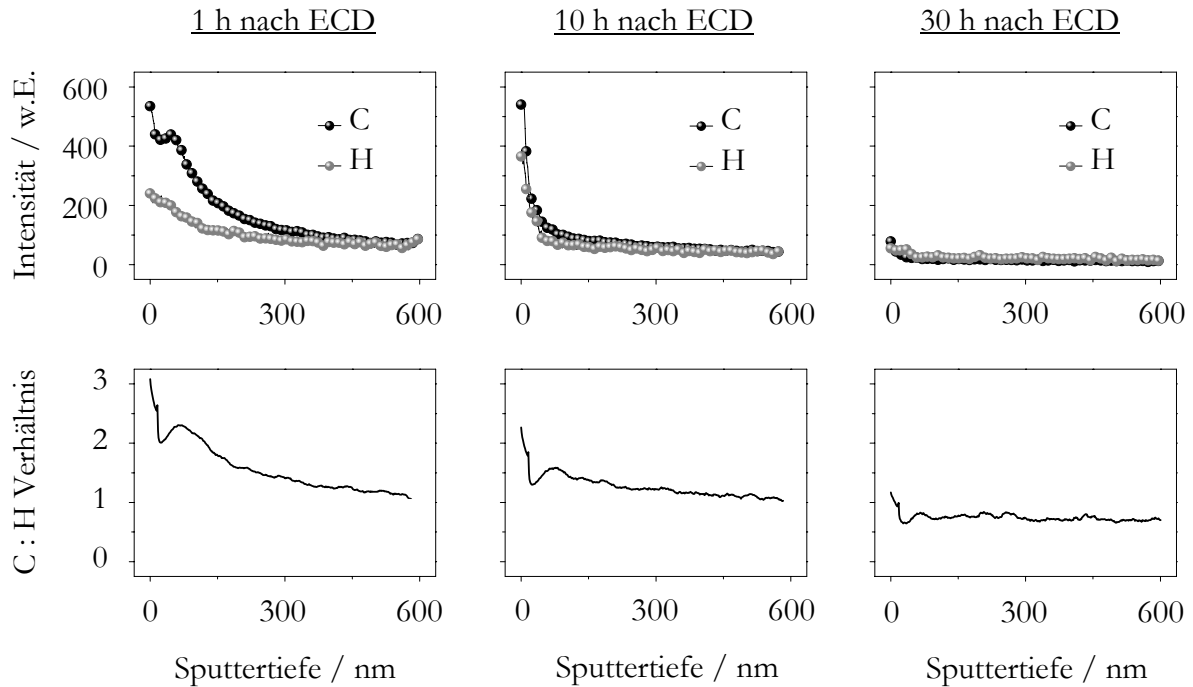 1 h nach ECD
10 h nach ECD
30 h nach ECD
Intensität / w.E.
600
400
200
0
C
H
C
H
C
H
0 300 600
0 300 600
0 300 600
C : H Verhältnis
3
2
1
0
0 300 600
0 300 600
0 300 600
Sputtertiefe / nm
Sputtertiefe / nm
Sputtertiefe / nm